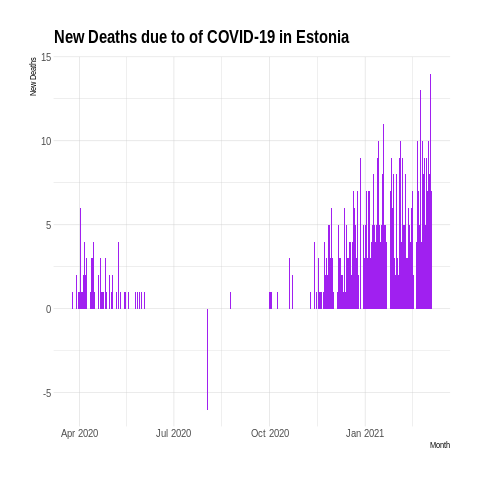 New Deaths due to of COVID-19 in Estonia
New Deaths
15
10
5
0
-5
Apr 2020 Jul 2020 Oct 2020 Jan 2021
Month